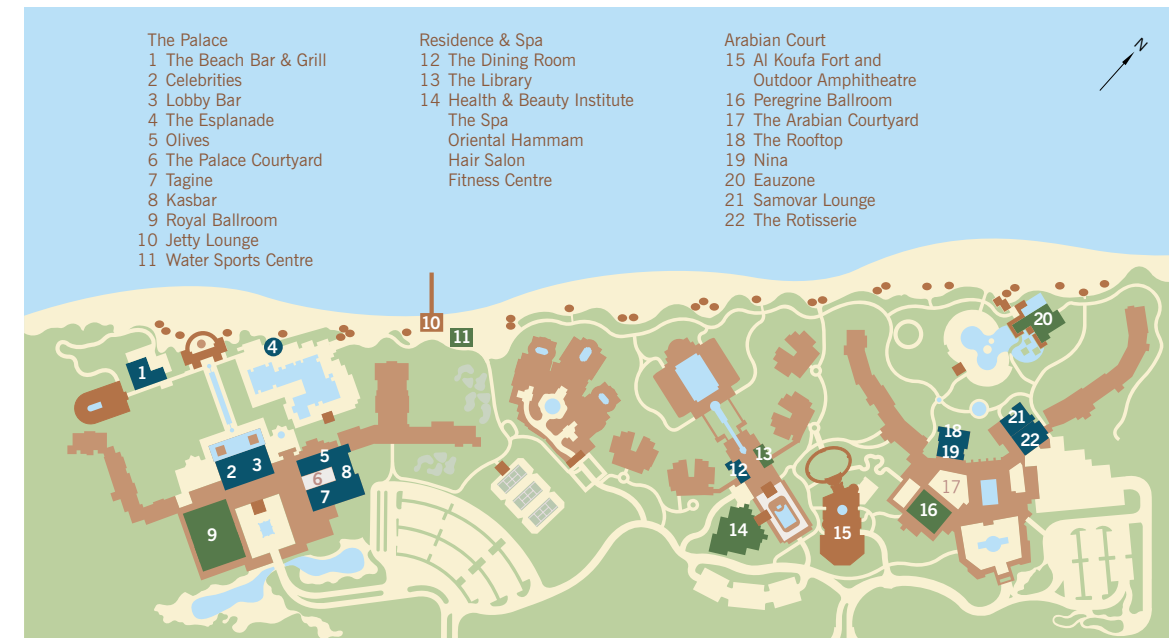 The Palace
1 The Beach Bar & Grill
2 Celebrities
3 Lobby Bar
4 The Esplanade
5 Olives
6 The Palace Courtyard
7 Tagine
8 Kasbar
9 Royal Ballroom
10 Jetty Lounge
11 Water Sports Centre
Residence & Spa
12 The Dining Room
13 The Library
14 Health & Beauty Institute
The Spa
Oriental Hammam
Hair Salon
Fitness Centre
Arabian Court
15 Al Koufa Fort and
Outdoor Amphitheatre
16 Peregrine Ballroom
17 The Arabian Courtyard
18 The Rooftop
19 Nina
20 Eauzone
21 Samovar Lounge
22 The Rotisserie
N
1
4
10
11
20
2
3
5
6
7
8
9
12
13
14
15
18
19
21
22
17
16